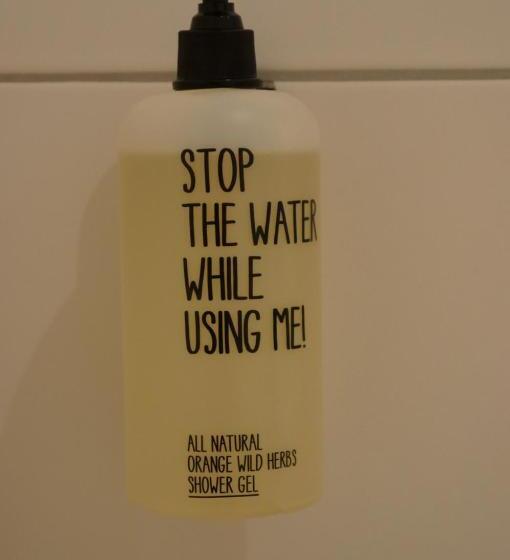 STOP
THE WATER
WHILE
USING ME!
ALL NATURAL
ORANGE WILD HERBS
SHOWER GEL